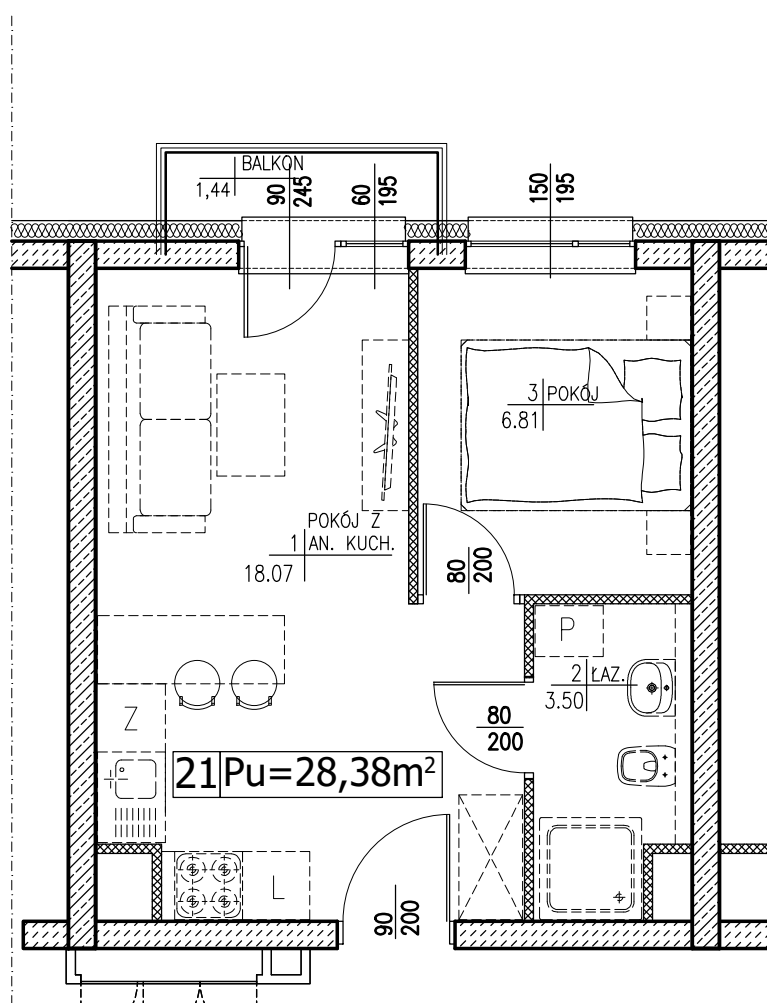 BALKON
1,44
90
245
60
195
150
195
3 POKÓJ
6.81
POKÓJ Z
1 AN. KUCH.
18.07
80
200
P
2 ŁAZ.
3.50
Z
80
200
21 Pu=28,38m²
L
90
200